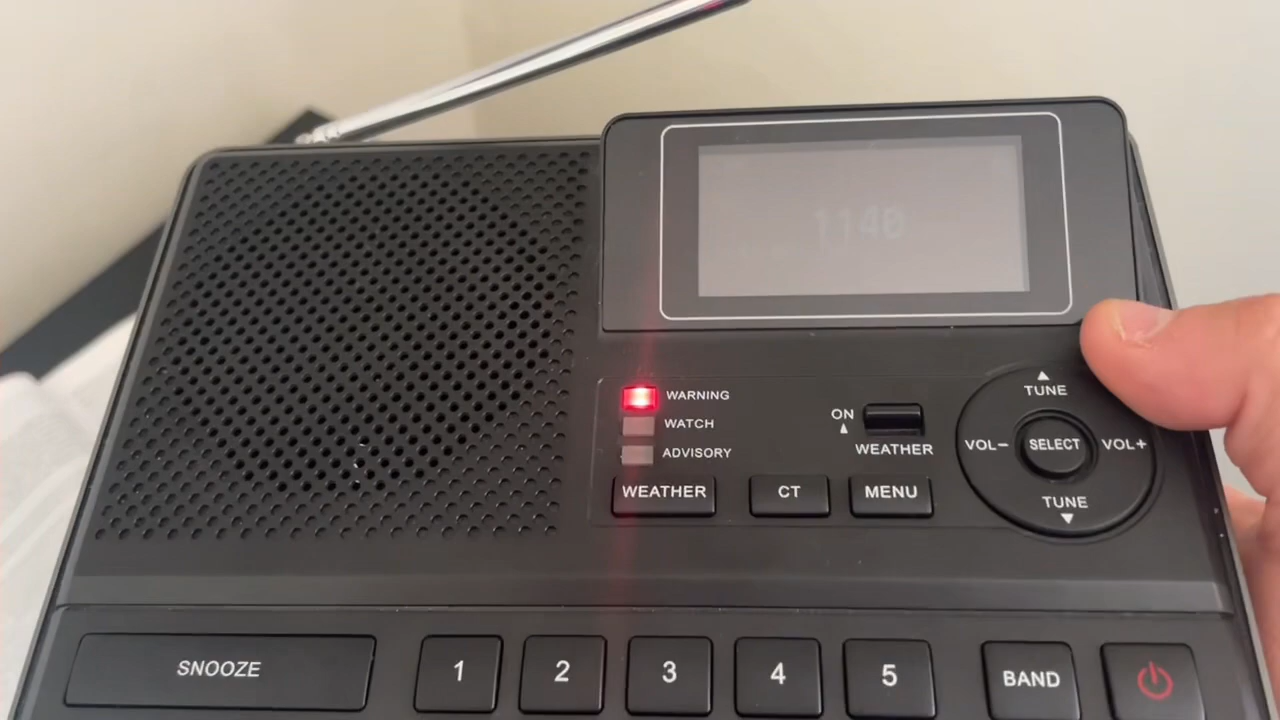 1140
WARNING
WATCH
ADVISORY
ON
WEATHER
WEATHER
CT
MENU
TUNE
VOL-
SELECT
VOL+
TUNE
SNOOZE
1
2
3
4
5
BAND